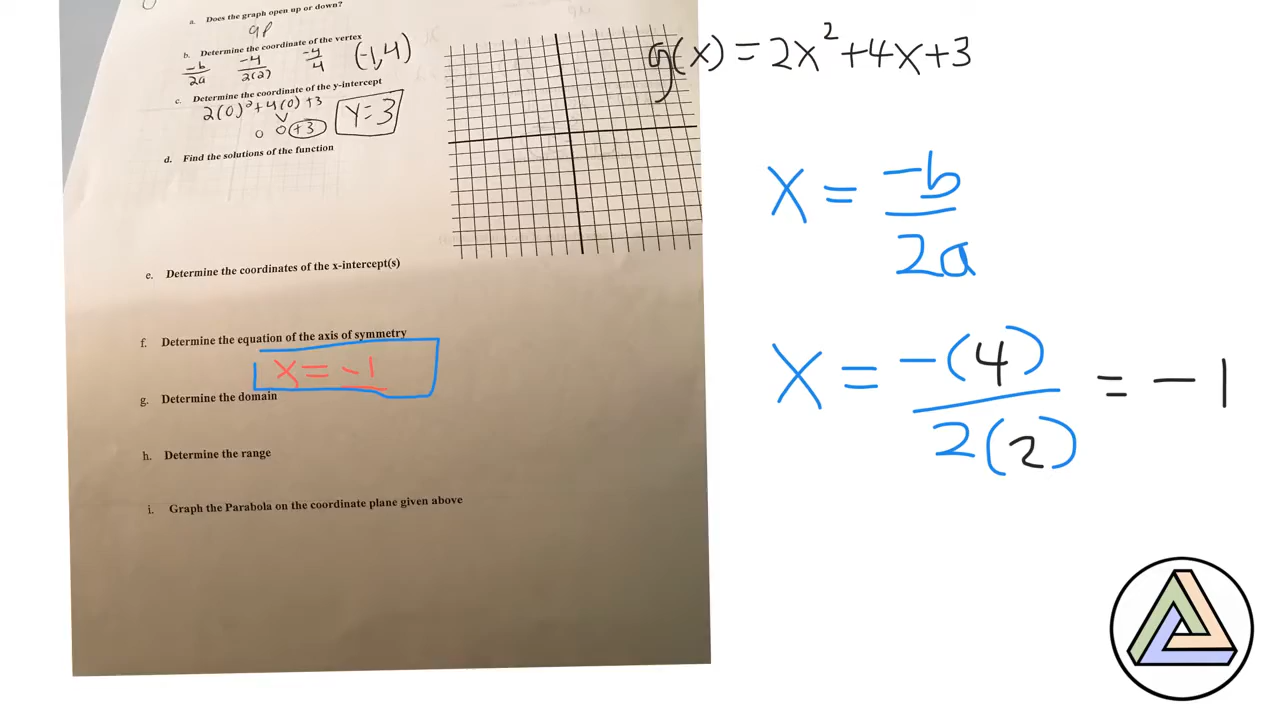 a. Does the graph open up or down?
up
b. Determine the coordinate of the vertex
-b/2a -4/2(2) -4/4 (-1,4)
c. Determine the coordinate of the y-intercept
2(0)²+4(0)+3
0 0+3 Y=3
d. Find the solutions of the function
e. Determine the coordinates of the x-intercept(s)
f. Determine the equation of the axis of symmetry
x = -1
g. Determine the domain
h. Determine the range
i. Graph the Parabola on the coordinate plane given above
g(x) = 2x²+4x+3
X = -b/2a
X = -(4)/2(2) = -1